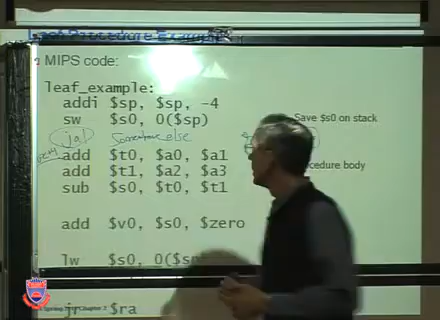 Leaf Procedure Example
MIPS code:
leaf_example:
addi $sp, $sp, -4
sw $s0, 0($sp)
Save $s0 on stack
jal Somewhere else
add $t0, $a0, $a1
add $t1, $a2, $a3
sub $s0, $t0, $t1
cedure body
add $v0, $s0, $zero
lw $s0, 0($sp
jr $ra